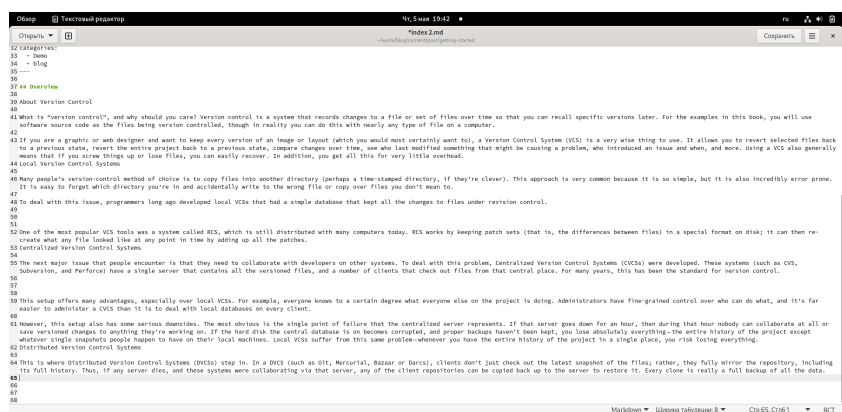 Обзор Текстовый редактор Чт, 5 мая 19:42 ru
Открыть *index 2.md Сохранить
~/work/blog/content/post/getting-started
32 categories:
33 - Demo
34 - blog
35 ---
36
37 ## Overview
38
39 About Version Control
40
41 What is "version control", and why should you care? Version control is a system that records changes to a file or set of files over time so that you can recall specific versions later. For the examples in this book, you will use
software source code as the files being version controlled, though in reality you can do this with nearly any type of file on a computer.
42
43 If you are a graphic or web designer and want to keep every version of an image or layout (which you would most certainly want to), a Version Control System (VCS) is a very wise thing to use. It allows you to revert selected files back
to a previous state, revert the entire project back to a previous state, compare changes over time, see who last modified something that might be causing a problem, who introduced an issue and when, and more. Using a VCS also generally
means that if you screw things up or lose files, you can easily recover. In addition, you get all this for very little overhead.
44 Local Version Control Systems
45
46 Many people's version-control method of choice is to copy files into another directory (perhaps a time-stamped directory, if they're clever). This approach is very common because it is so simple, but it is also incredibly error prone.
It is easy to forget which directory you're in and accidentally write to the wrong file or copy over files you don't mean to.
47
48 To deal with this issue, programmers long ago developed local VCSs that had a simple database that kept all the changes to files under revision control.
49
50
51
52 One of the most popular VCS tools was a system called RCS, which is still distributed with many computers today. RCS works by keeping patch sets (that is, the differences between files) in a special format on disk; it can then re-
create what any file looked like at any point in time by adding up all the patches.
53 Centralized Version Control Systems
54
55 The next major issue that people encounter is that they need to collaborate with developers on other systems. To deal with this problem, Centralized Version Control Systems (CVCSs) were developed. These systems (such as CVS,
Subversion, and Perforce) have a single server that contains all the versioned files, and a number of clients that check out files from that central place. For many years, this has been the standard for version control.
56
57
58
59 This setup offers many advantages, especially over local VCSs. For example, everyone knows to a certain degree what everyone else on the project is doing. Administrators have fine-grained control over who can do what, and it's far
easier to administer a CVCS than it is to deal with local databases on every client.
60
61 However, this setup also has some serious downsides. The most obvious is the single point of failure that the centralized server represents. If that server goes down for an hour, then during that hour nobody can collaborate at all or
save versioned changes to anything they're working on. If the hard disk the central database is on becomes corrupted, and proper backups haven't been kept, you lose absolutely everything—the entire history of the project except
whatever single snapshots people happen to have on their local machines. Local VCSs suffer from this same problem—whenever you have the entire history of the project in a single place, you risk losing everything.
62 Distributed Version Control Systems
63
64 This is where Distributed Version Control Systems (DVCSs) step in. In a DVCS (such as Git, Mercurial, Bazaar or Darcs), clients don't just check out the latest snapshot of the files; rather, they fully mirror the repository, including
its full history. Thus, if any server dies, and these systems were collaborating via that server, any of the client repositories can be copied back up to the server to restore it. Every clone is really a full backup of all the data.
65
66
67
68
Markdown Ширина табуляции: 8 Стр 65, Стлб 1 ВСТ